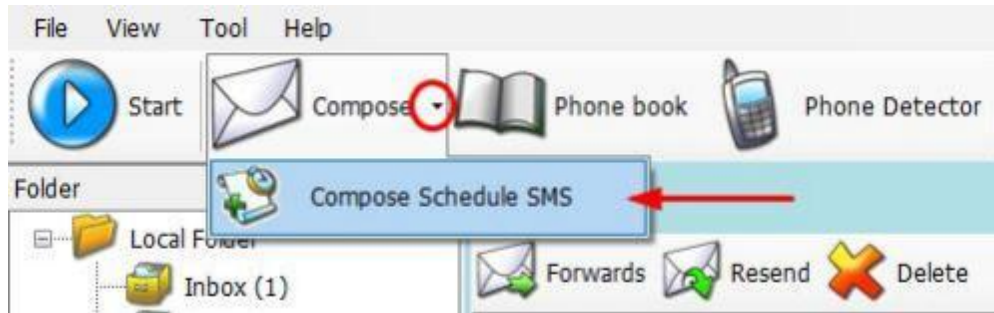 File View Tool Help
Start Compose Phone book Phone Detector
Folder Compose Schedule SMS
Local Folder
Inbox (1) Forwards Resend Delete